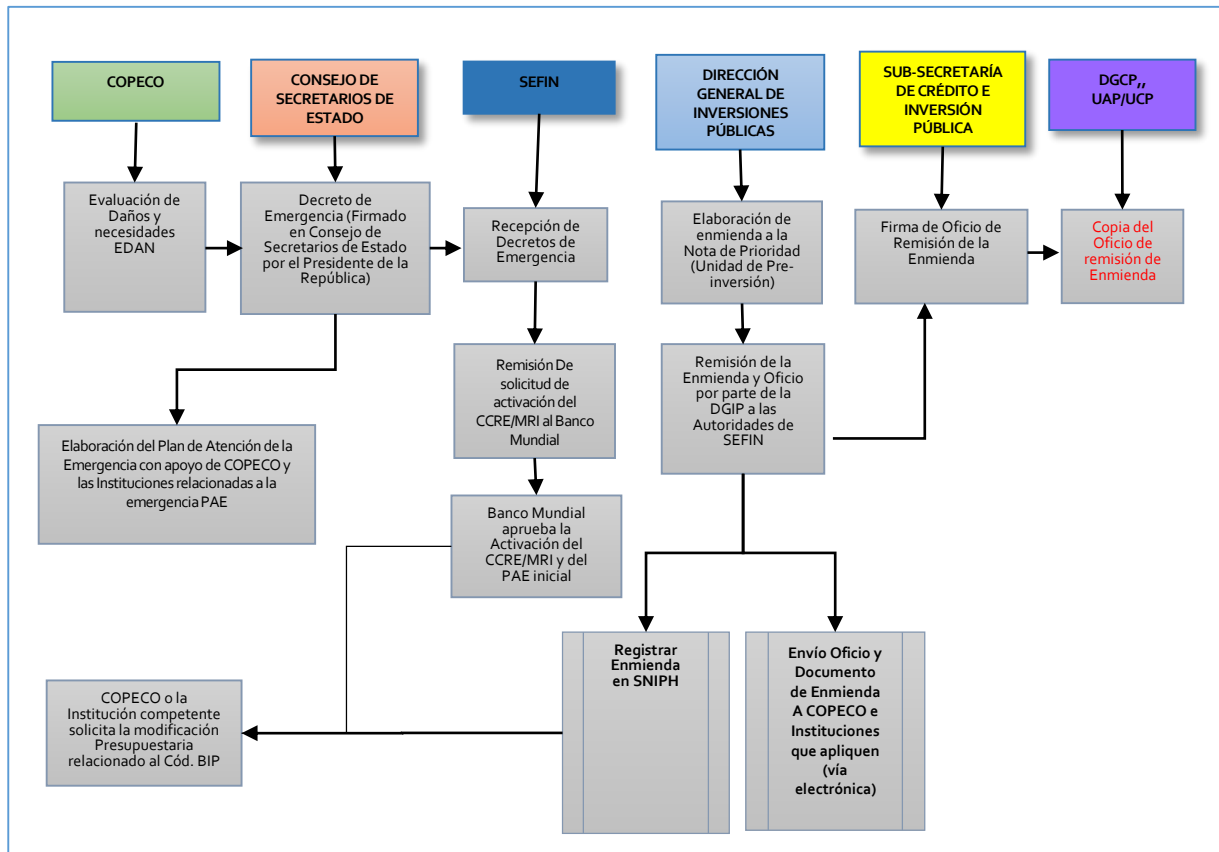 COPECO
CONSEJO DE
SECRETARIOS DE
ESTADO
SEFIN
DIRECCIÓN
GENERAL DE
INVERSIONES
PÚBLICAS
SUB-SECRETARÍA
DE CRÉDITO E
INVERSIÓN
PÚBLICA
DGCP,,
UAP/UCP
Evaluación de
Daños y
necesidades
EDAN
Decreto de
Emergencia (Firmado
en Consejo de
Secretarios de Estado
por el Presidente de la
República)
Recepción de
Decretos de
Emergencia
Elaboración de
enmienda a la
Nota de Prioridad
(Unidad de Pre-
inversión)
Firma de Oficio de
Remisión de la
Enmienda
Copia del
Oficio de
remisión de
Enmienda
Remisión De
solicitud de
activación del
CCRE/MRI al Banco
Mundial
Remisión de la
Enmienda y Oficio
por parte de la
DGIP a las
Autoridades de
SEFIN
Elaboración del Plan de Atención de la
Emergencia con apoyo de COPECO y
las Instituciones relacionadas a la
emergencia PAE
Banco Mundial
aprueba la
Activación del
CCRE/MRI y del
PAE inicial
Registrar
Enmienda
en SNIPH
Envío Oficio y
Documento
de Enmienda
A COPECO e
Instituciones
que apliquen
(vía
electrónica)
COPECO o la
Institución competente
solicita la modificación
Presupuestaria
relacionado al Cód. BIP